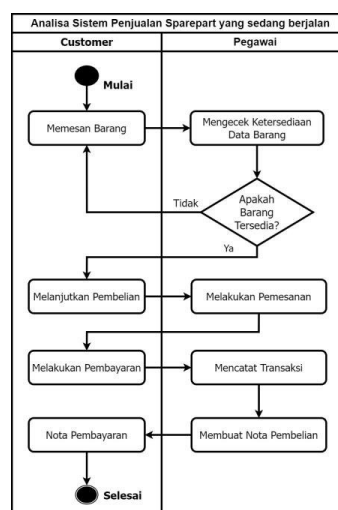 Analisa Sistem Penjualan Sparepart yang sedang berjalan
Customer
Pegawai
Mulai
Memesan Barang
Mengecek Ketersediaan
Data Barang
Tidak
Apakah
Barang
Tersedia?
Ya
Melanjutkan Pembelian
Melakukan Pemesanan
Melakukan Pembayaran
Mencatat Transaksi
Nota Pembayaran
Membuat Nota Pembelian
Selesai